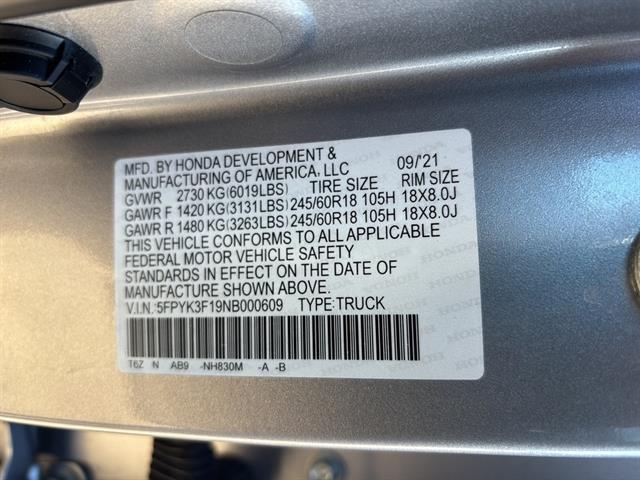 MFD. BY HONDA DEVELOPMENT &
MANUFACTURING OF AMERICA, LLC 09/'21
GVWR 2730 KG(6019LBS) TIRE SIZE RIM SIZE
GAWR F 1420 KG(3131LBS) 245/60R18 105H 18X8.0J
GAWR R 1480 KG(3263LBS) 245/60R18 105H 18X8.0J
THIS VEHICLE CONFORMS TO ALL APPLICABLE
FEDERAL MOTOR VEHICLE SAFETY
STANDARDS IN EFFECT ON THE DATE OF
MANUFACTURE SHOWN ABOVE.
V.I.N.:5FPYK3F19NB000609 TYPE:TRUCK
T6Z N AB9 -NH830M -A -B